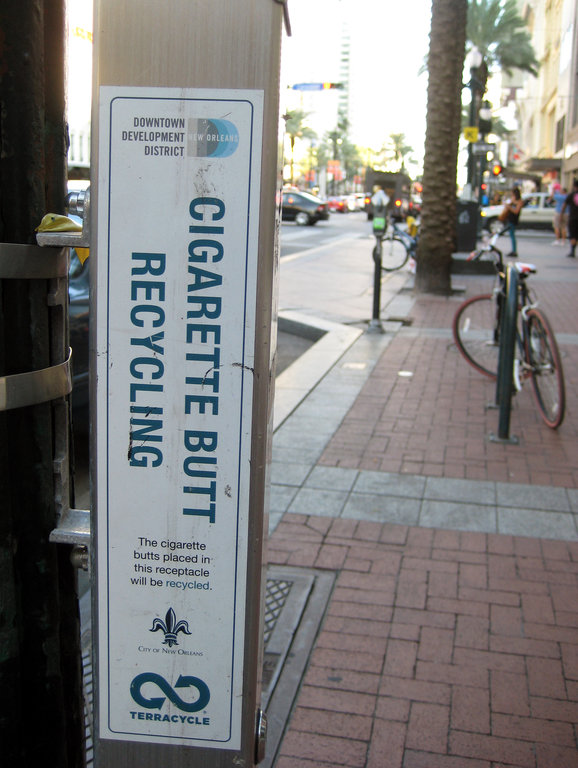 DOWNTOWN
DEVELOPMENT
DISTRICT
NEW ORLEANS
CIGARETTE BUTT
RECYCLING
The cigarette
butts placed in
this receptacle
will be recycled.
CITY OF NEW ORLEANS
TERRACYCLE